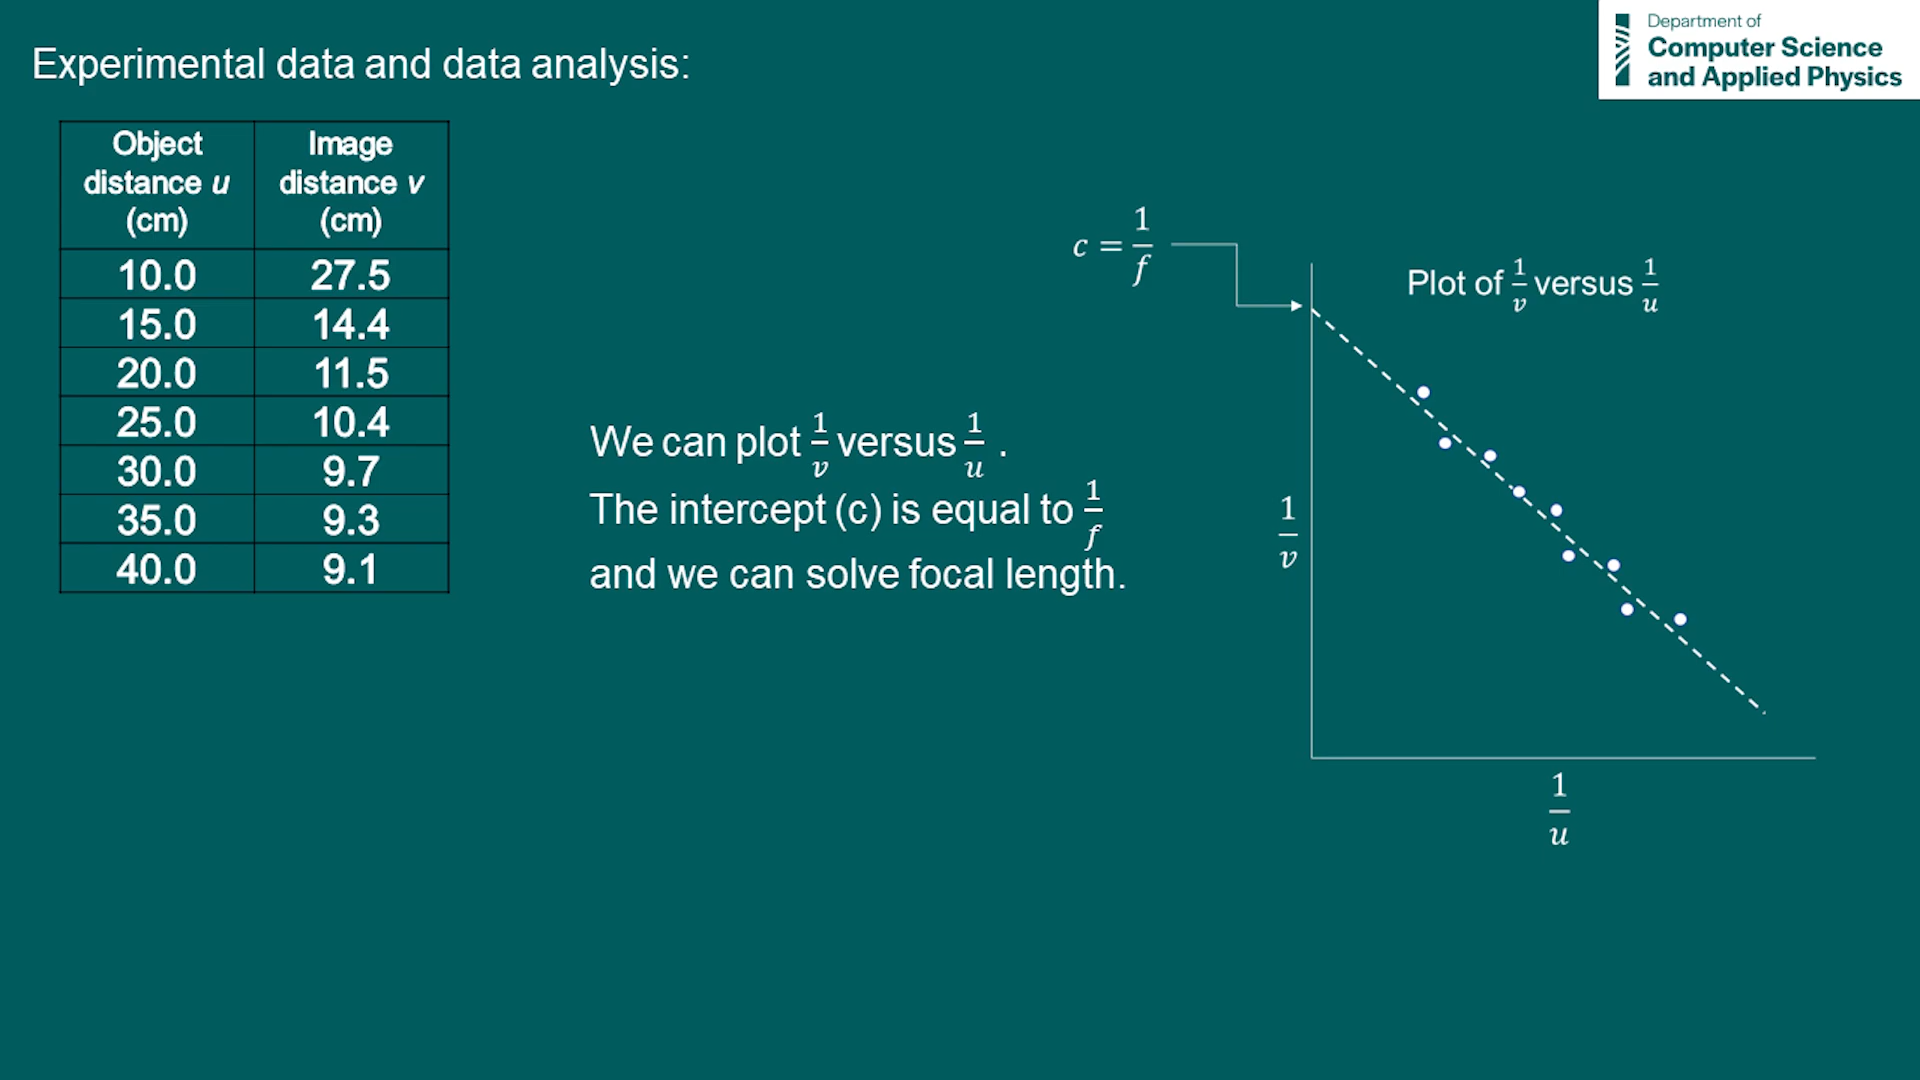 Department of
Computer Science
and Applied Physics
Experimental data and data analysis:
Object distance u (cm) Image distance v (cm)
10.0 27.5
15.0 14.4
20.0 11.5
25.0 10.4
30.0 9.7
35.0 9.3
40.0 9.1
We can plot 1/v versus 1/u .
The intercept (c) is equal to 1/f
and we can solve focal length.
c = 1/f
Plot of 1/v versus 1/u
1/v
1/u